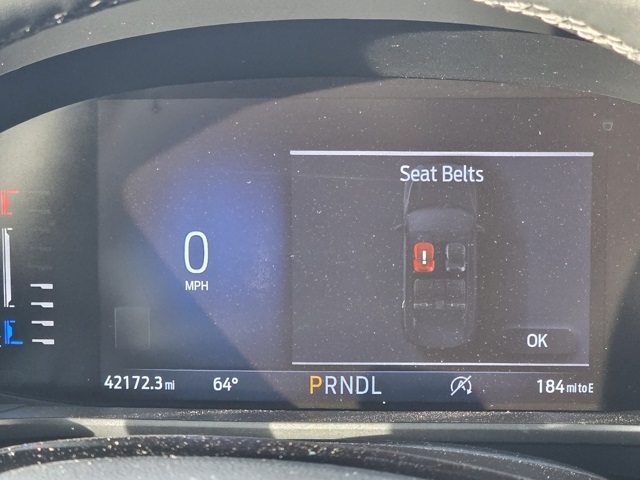 Seat Belts
0
MPH
!
OK
42172.3 mi 64° PRNDL 184 mi to E